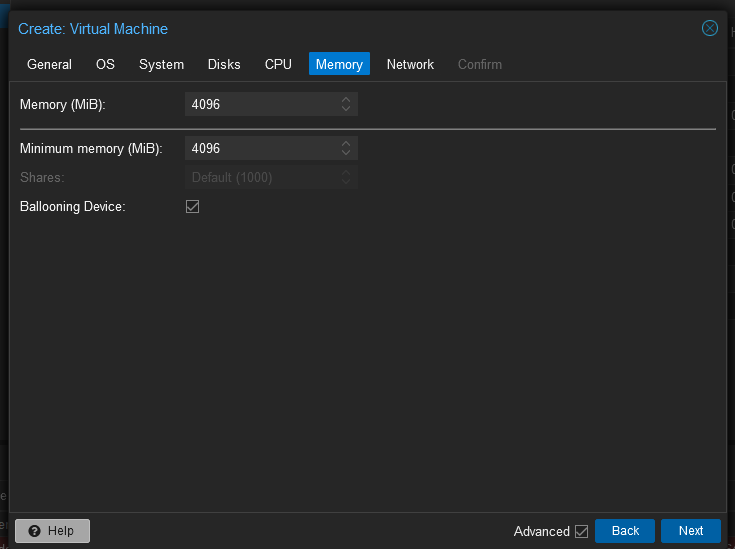 Create: Virtual Machine
General OS System Disks CPU Memory Network Confirm
Memory (MiB): 4096
Minimum memory (MiB): 4096
Shares: Default (1000)
Ballooning Device:
Help Advanced Back Next